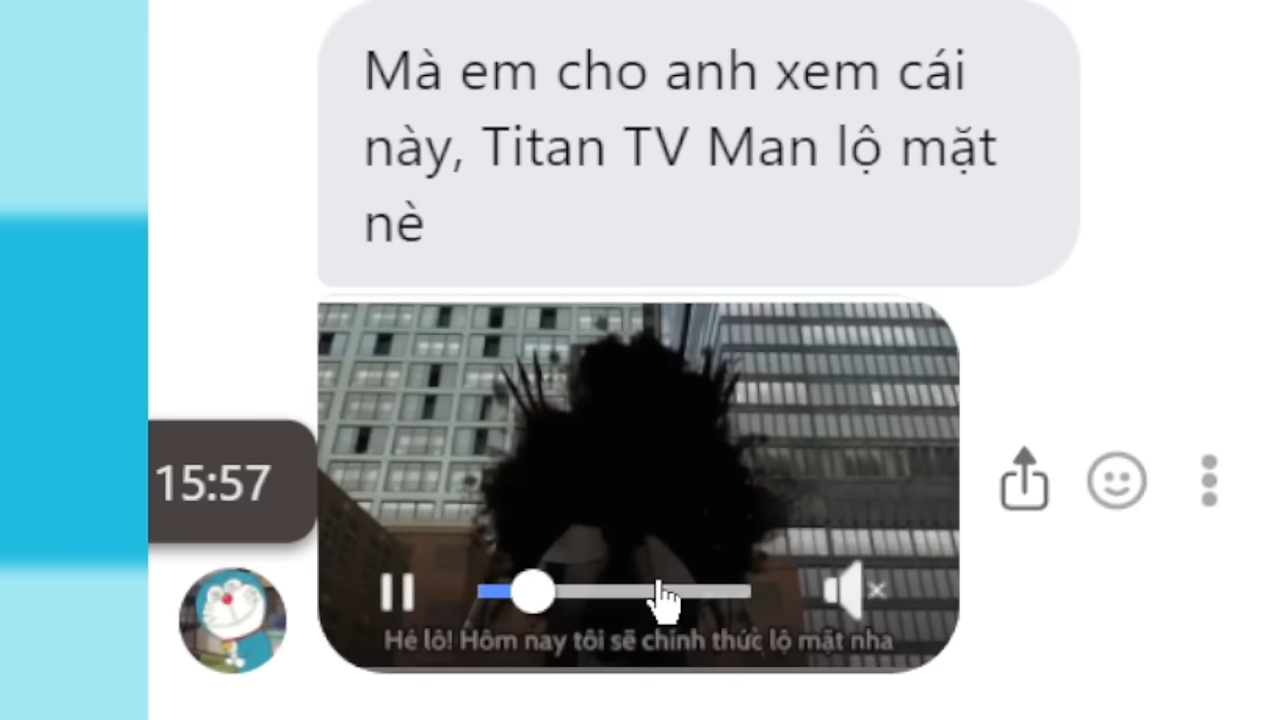 Mà em cho anh xem cái
này, Titan TV Man lộ mặt
nè
15:57
Hé lô! Hôm nay tôi sẽ chính thức lộ mặt nha